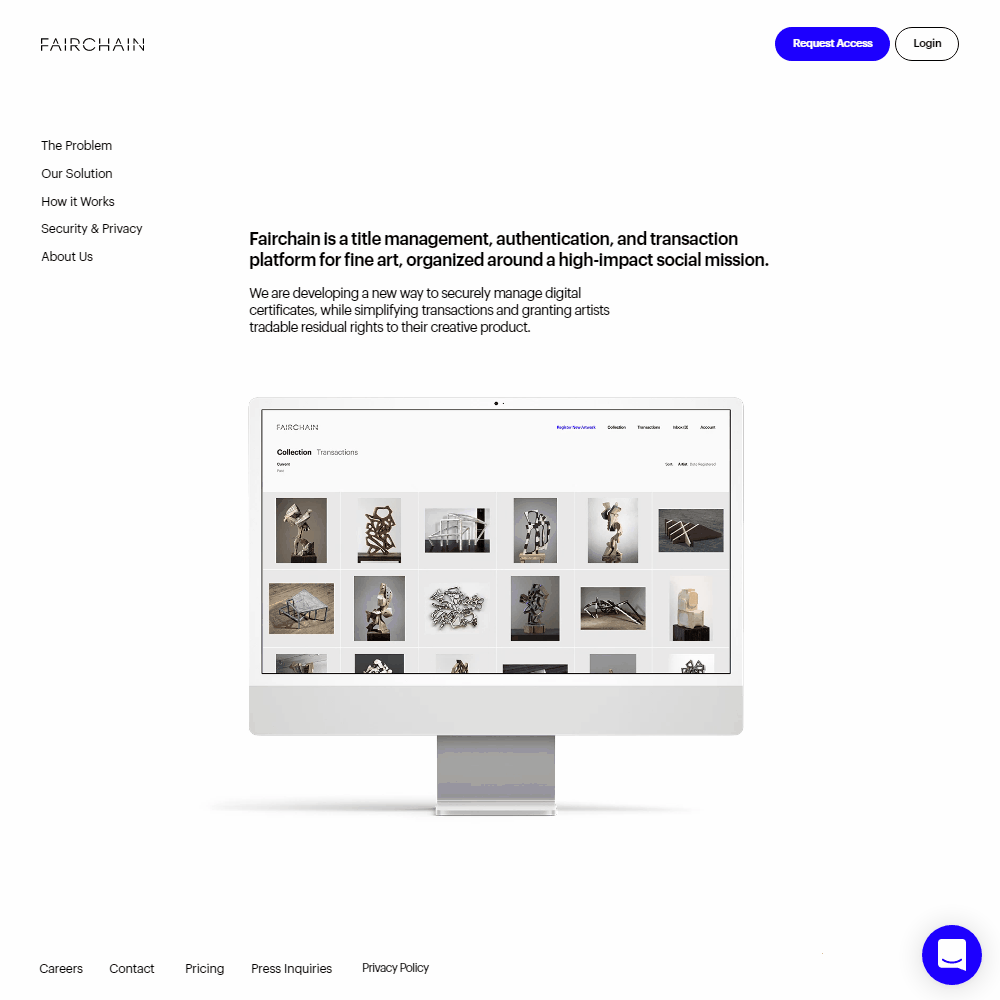 FAIRCHAIN
Request Access
Login
The Problem
Our Solution
How it Works
Security & Privacy
About Us
Fairchain is a title management, authentication, and transaction
platform for fine art, organized around a high-impact social mission.
We are developing a new way to securely manage digital
certificates, while simplifying transactions and granting artists
tradable residual rights to their creative product.
FAIRCHAIN
Register New Artwork
Collection
Transactions
Inbox (3)
Account
Collection Transactions
Current
Past
Sort Artist Date Registered
Careers
Contact
Pricing
Press Inquiries
Privacy Policy